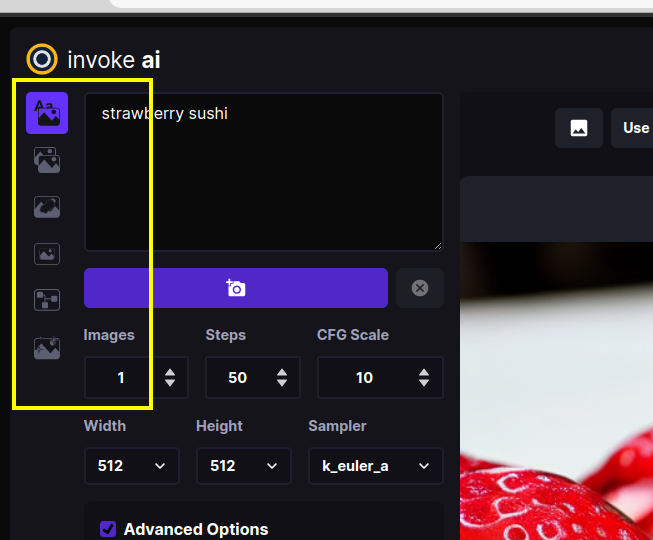 invoke ai
Aa
strawberry sushi
Use
Images Steps CFG Scale
1 50 10
Width Height Sampler
512 512 k_euler_a
Advanced Options